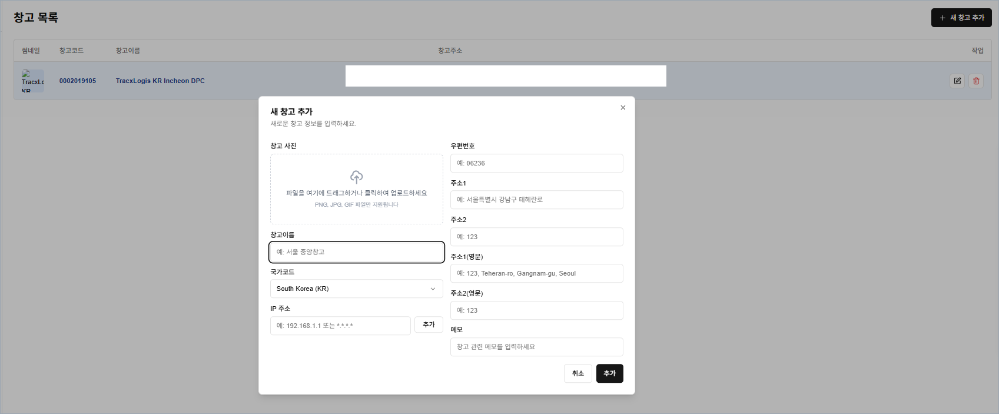 창고 목록
새 창고 추가
썸네일 창고코드 창고이름 창고주소 작업
TracxLc
KR
0002019105 TracxLogis KR Incheon DPC
새 창고 추가
새로운 창고 정보를 입력하세요.
창고 사진
파일을 여기에 드래그하거나 클릭하여 업로드하세요
PNG, JPG, GIF 파일만 지원됩니다
창고이름
예: 서울 중앙창고
국가코드
South Korea (KR)
IP 주소
예: 192.168.1.1 또는 *.*.*.*
추가
우편번호
예: 06236
주소1
예: 서울특별시 강남구 테헤란로
주소2
예: 123
주소1(영문)
예: 123, Teheran-ro, Gangnam-gu, Seoul
주소2(영문)
예: 123
메모
창고 관련 메모를 입력하세요
취소
추가